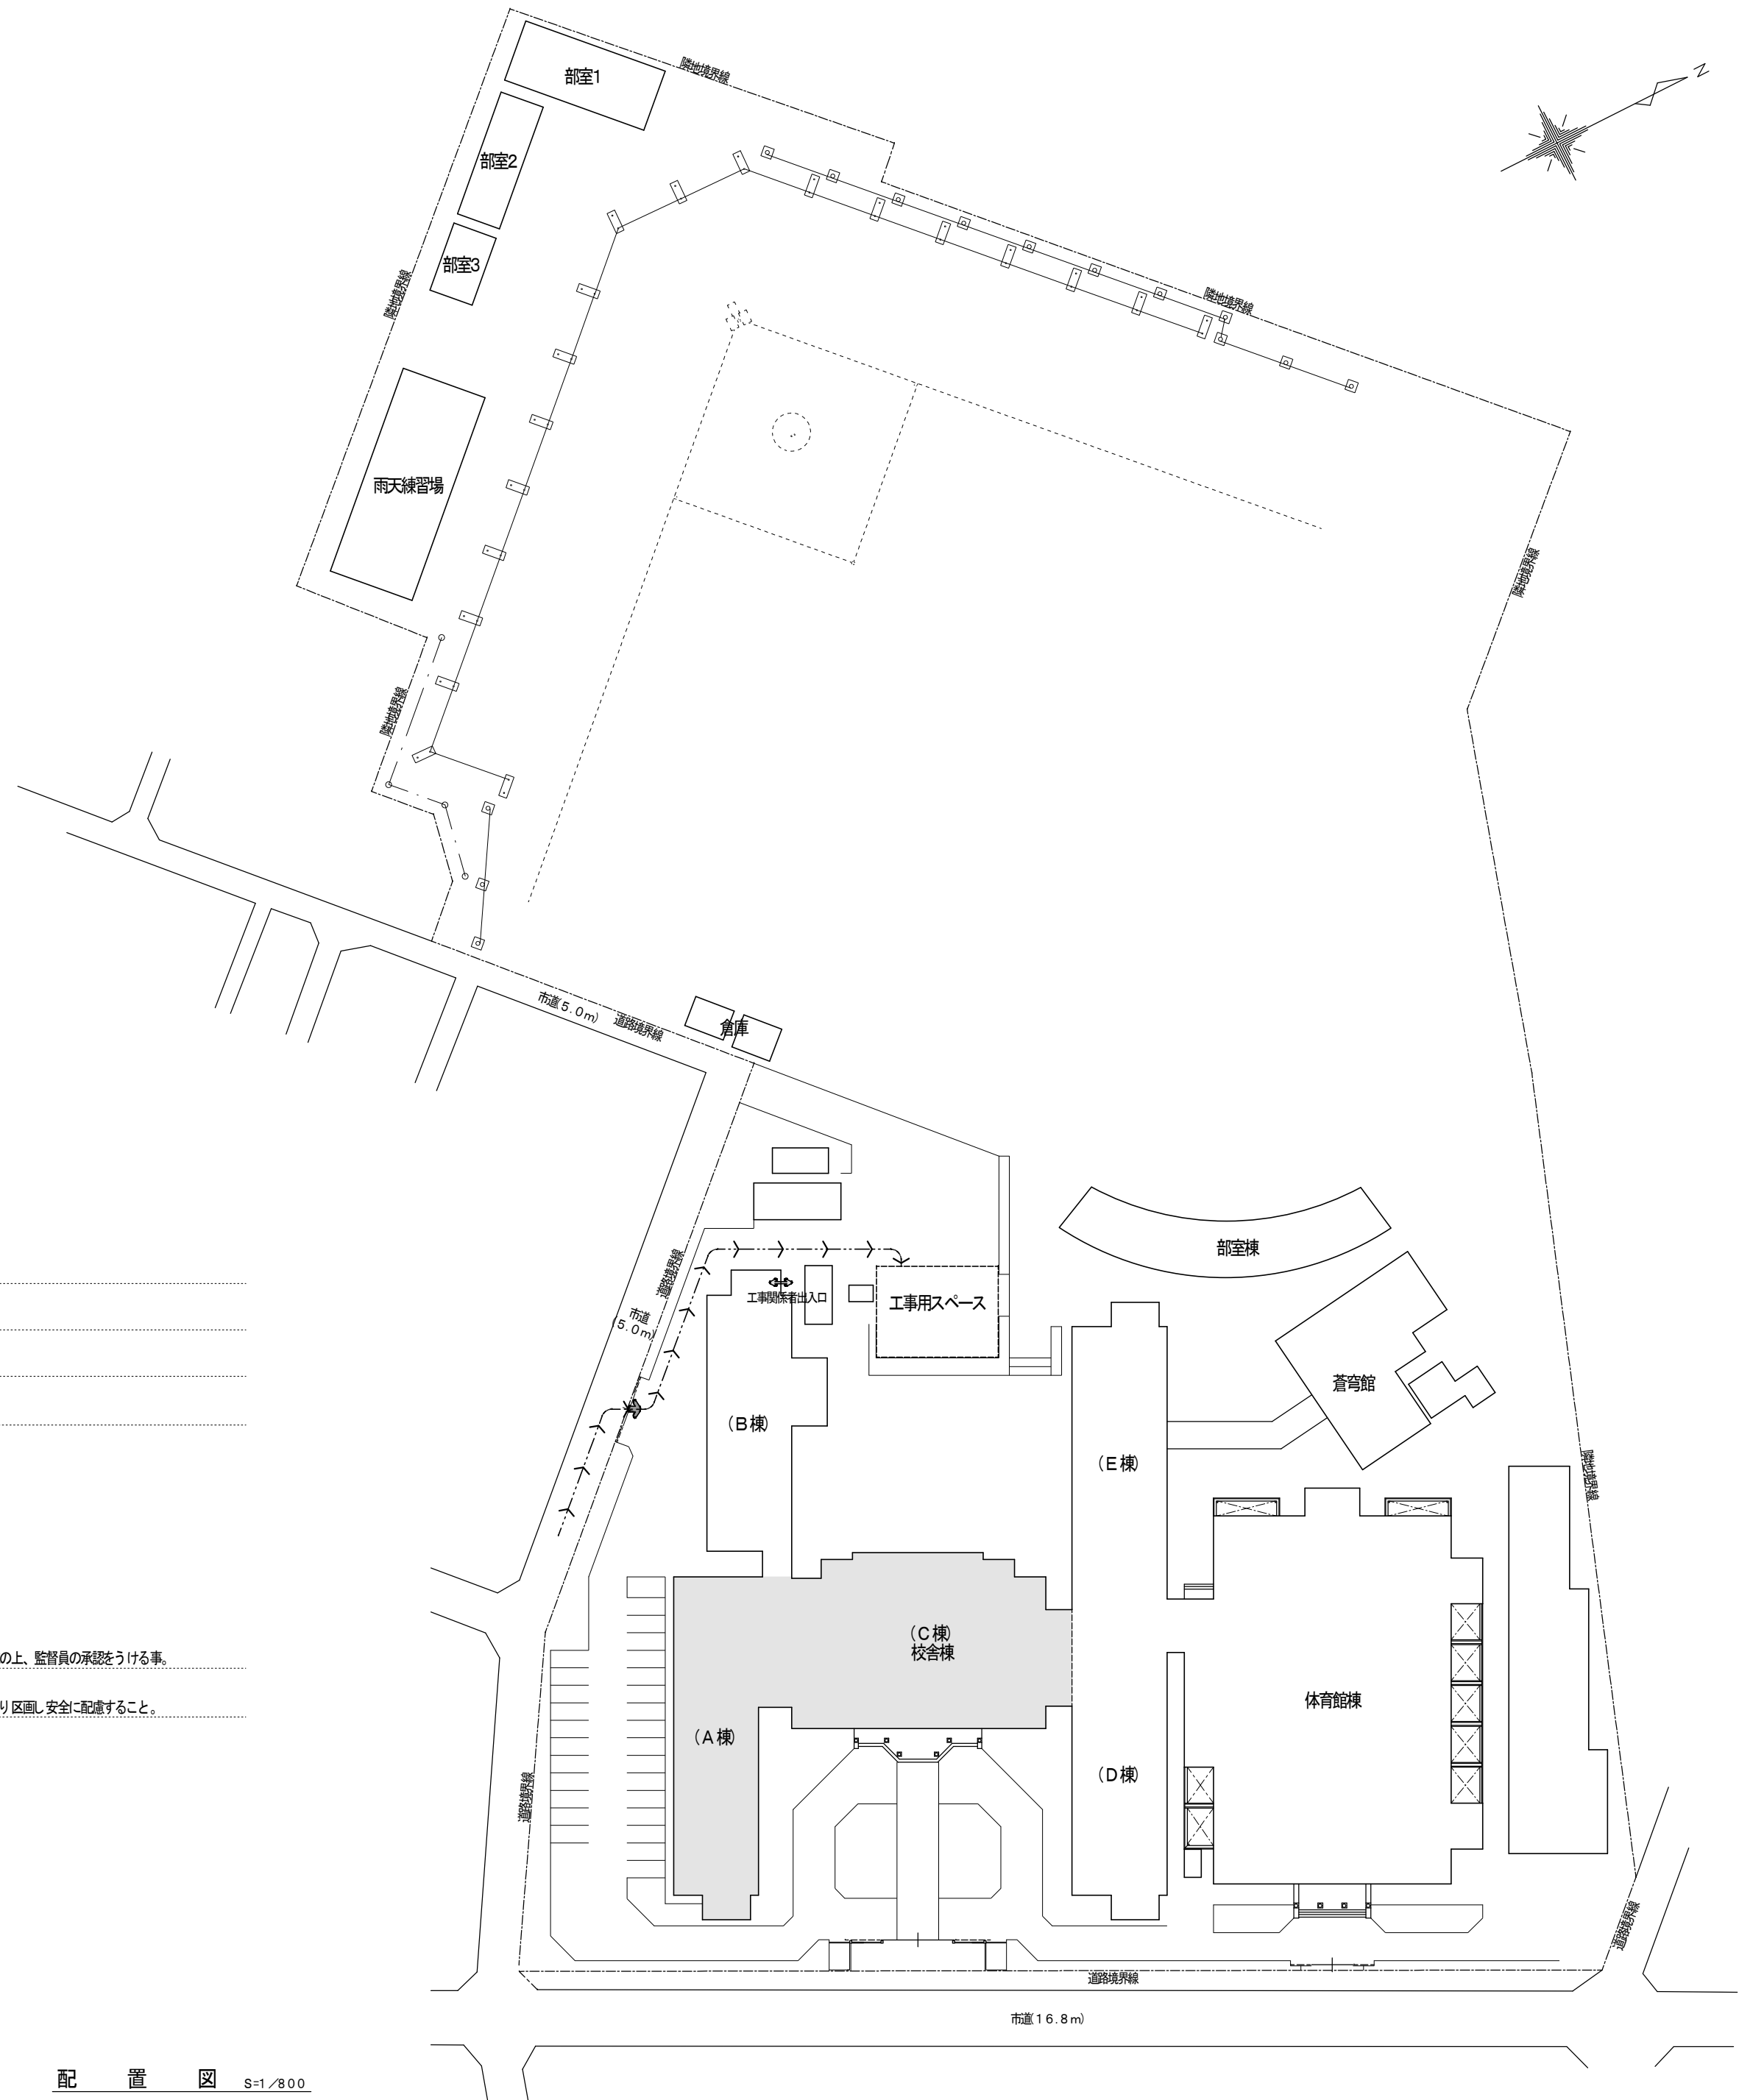 部室1
隣地境界線
N
部室2
部室3
隣地境界線
隣地境界線
雨天練習場
隣地境界線
隣地境界線
市道(5.0m)
道路境界線
倉庫
部室棟
道路境界線
工事関係者出入口
工事用スペース
市道
(5.0m)
蒼穹館
(B棟)
(E棟)
隣地境界線
(C棟)
校舎棟
の上、監督員の承認をうける事。
体育館棟
り区画し安全に配慮すること。
(A棟)
(D棟)
道路境界線
道路境界線
道路境界線
市道(16.8m)
配置図 S=1/800